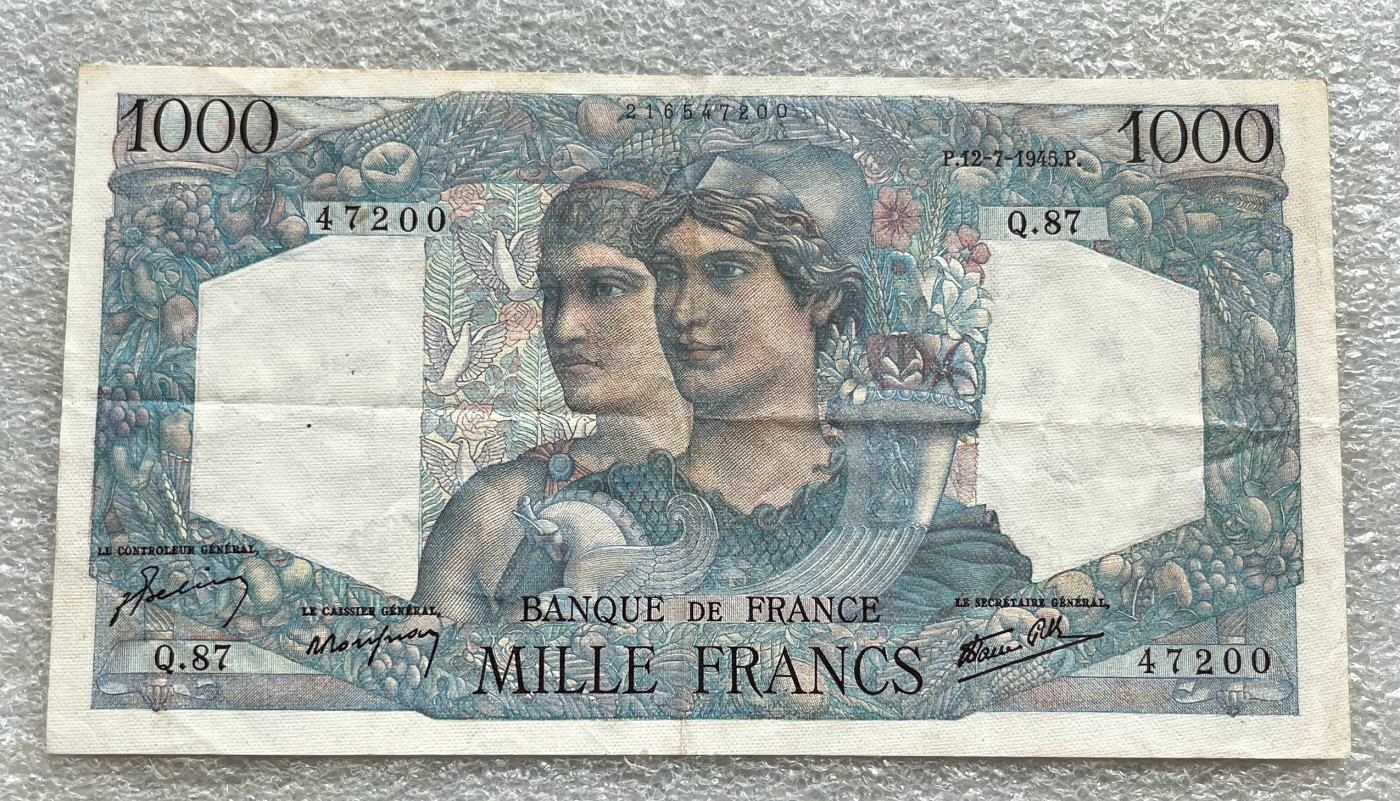 1000
216547200
1000
P.12-7-1945.P.
47200
Q.87
LE CONTROLEUR GÉNÉRAL,
LE CAISSIER GÉNÉRAL,
BANQUE DE FRANCE
LE SECRÉTAIRE GÉNÉRAL,
Q.87
MILLE FRANCS
47200